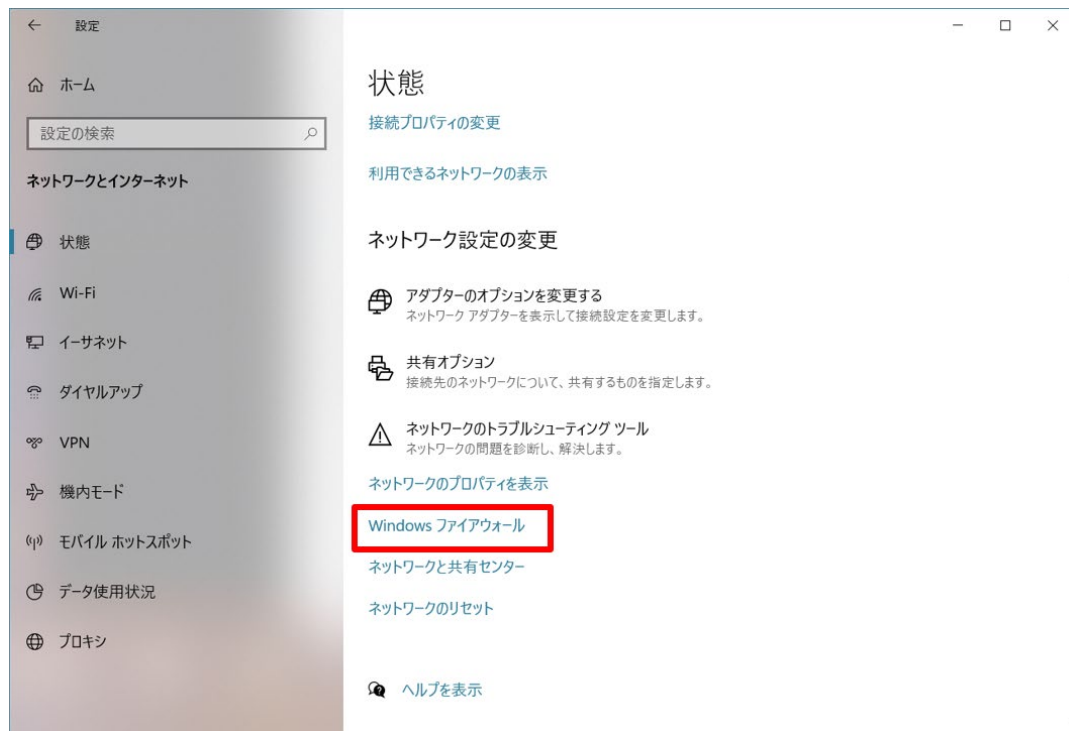 設定
ホーム
設定の検索
ネットワークとインターネット
状態
Wi-Fi
イーサネット
ダイヤルアップ
VPN
機内モード
モバイル ホットスポット
データ使用状況
プロキシ
状態
接続プロパティの変更
利用できるネットワークの表示
ネットワーク設定の変更
アダプターのオプションを変更する
ネットワーク アダプターを表示して接続設定を変更します。
共有オプション
接続先のネットワークについて、共有するものを指定します。
ネットワークのトラブルシューティング ツール
ネットワークの問題を診断し、解決します。
ネットワークのプロパティを表示
Windows ファイアウォール
ネットワークと共有センター
ネットワークのリセット
ヘルプを表示